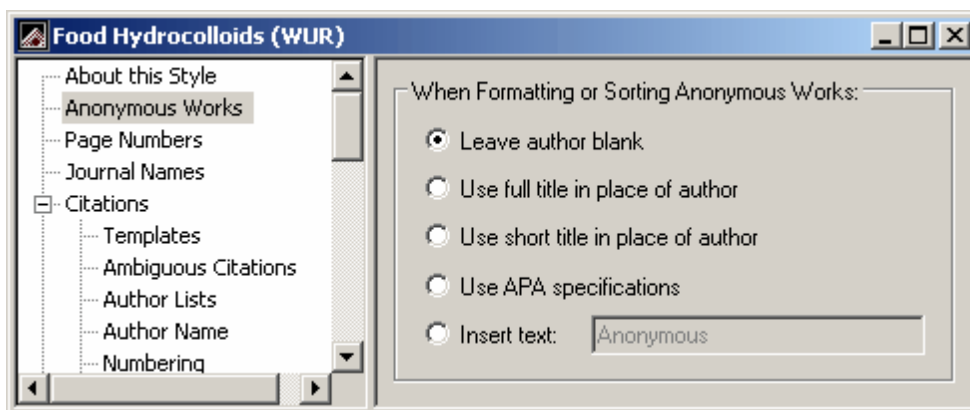 Food Hydrocolloids (WUR)
About this Style
Anonymous Works
Page Numbers
Journal Names
Citations
Templates
Ambiguous Citations
Author Lists
Author Name
Numbering
When Formatting or Sorting Anonymous Works:
Leave author blank
Use full title in place of author
Use short title in place of author
Use APA specifications
Insert text: Anonymous